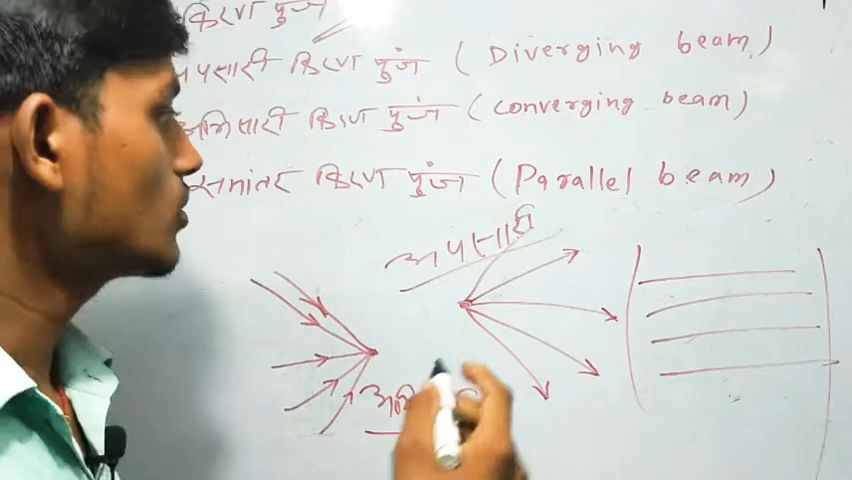 किरण पुंज
अपसारी किरण पुंज ( Diverging beam )
अभिसारी किरण पुंज ( converging beam )
समांतर किरण पुंज ( Parallel beam )
अपसारी